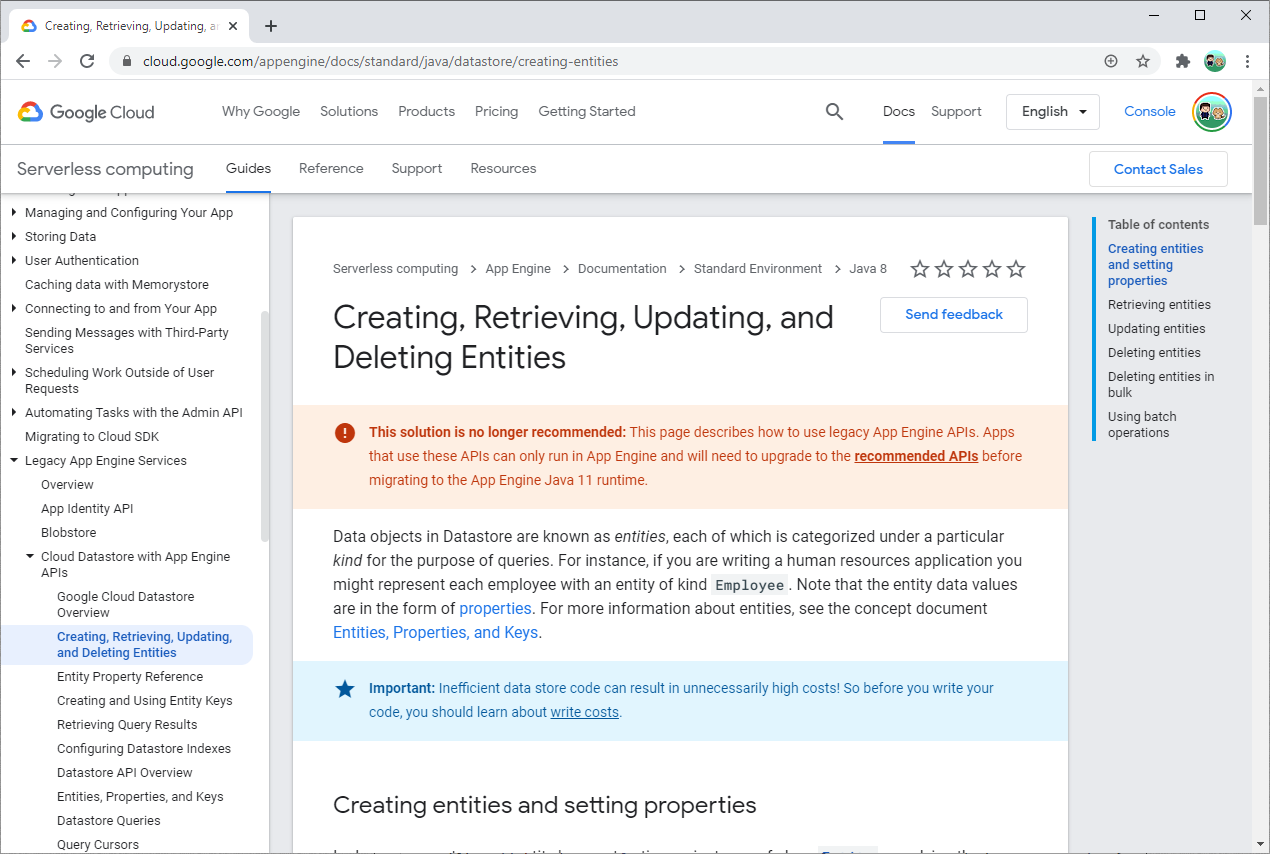 Creating, Retrieving, Updating, a
cloud.google.com/appengine/docs/standard/java/datastore/creating-entities
Google Cloud
Why Google Solutions Products Pricing Getting Started
Docs Support English Console
Serverless computing
Guides Reference Support Resources
Contact Sales
Managing and Configuring Your App
Storing Data
User Authentication
Caching data with Memorystore
Connecting to and from Your App
Sending Messages with Third-Party
Services
Scheduling Work Outside of User
Requests
Automating Tasks with the Admin API
Migrating to Cloud SDK
Legacy App Engine Services
Overview
App Identity API
Blobstore
Cloud Datastore with App Engine
APIs
Google Cloud Datastore
Overview
Creating, Retrieving, Updating,
and Deleting Entities
Entity Property Reference
Creating and Using Entity Keys
Retrieving Query Results
Configuring Datastore Indexes
Datastore API Overview
Entities, Properties, and Keys
Datastore Queries
Query Cursors
Serverless computing > App Engine > Documentation > Standard Environment > Java 8
Creating, Retrieving, Updating, and
Deleting Entities
Send feedback
This solution is no longer recommended: This page describes how to use legacy App Engine APIs. Apps
that use these APIs can only run in App Engine and will need to upgrade to the recommended APIs before
migrating to the App Engine Java 11 runtime.
Data objects in Datastore are known as entities, each of which is categorized under a particular
kind for the purpose of queries. For instance, if you are writing a human resources application you
might represent each employee with an entity of kind Employee. Note that the entity data values
are in the form of properties. For more information about entities, see the concept document
Entities, Properties, and Keys.
Important: Inefficient data store code can result in unnecessarily high costs! So before you write your
code, you should learn about write costs.
Creating entities and setting properties
Table of contents
Creating entities
and setting
properties
Retrieving entities
Updating entities
Deleting entities
Deleting entities in
bulk
Using batch
operations